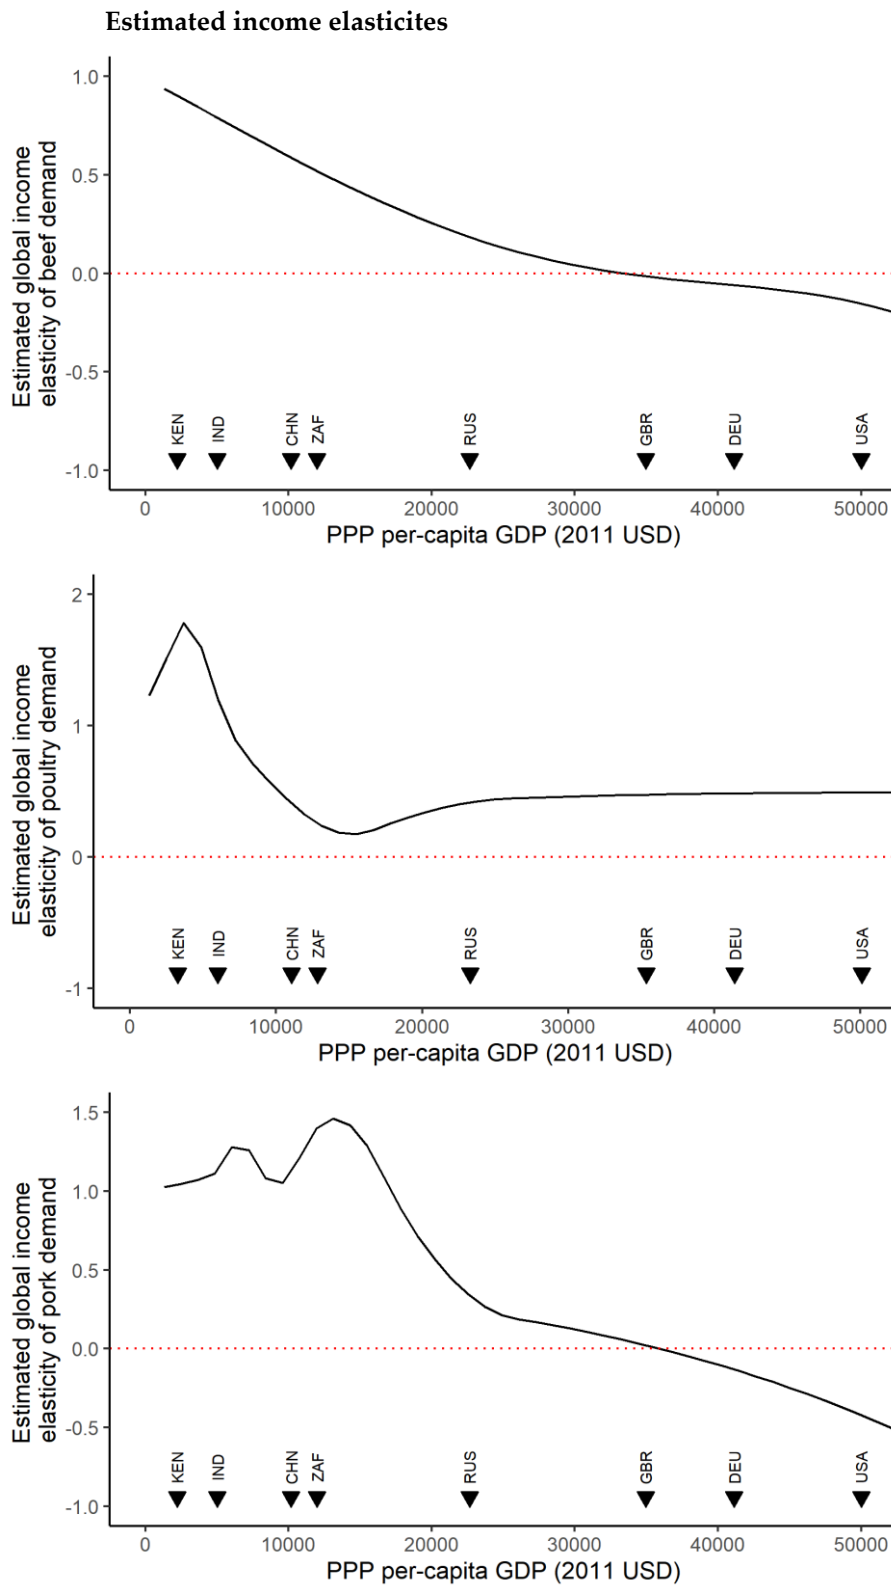 Estimated income elasticites
Estimated global income
elasticity of beef demand
1.0
0.5
0.0
-0.5
-1.0
KEN
IND
CHN
ZAF
RUS
GBR
DEU
USA
0 10000 20000 30000 40000 50000
PPP per-capita GDP (2011 USD)
Estimated global income
elasticity of poultry demand
2
1
0
-1
KEN
IND
CHN
ZAF
RUS
GBR
DEU
USA
0 10000 20000 30000 40000 50000
PPP per-capita GDP (2011 USD)
Estimated global income
elasticity of pork demand
1.5
1.0
0.5
0.0
-0.5
-1.0
KEN
IND
CHN
ZAF
RUS
GBR
DEU
USA
0 10000 20000 30000 40000 50000
PPP per-capita GDP (2011 USD)